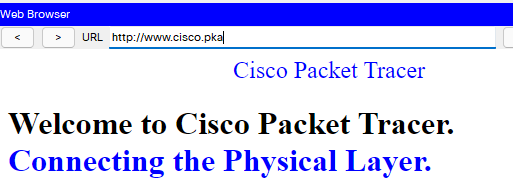 Web Browser
< > URL http://www.cisco.pka
Cisco Packet Tracer
Welcome to Cisco Packet Tracer.
Connecting the Physical Layer.